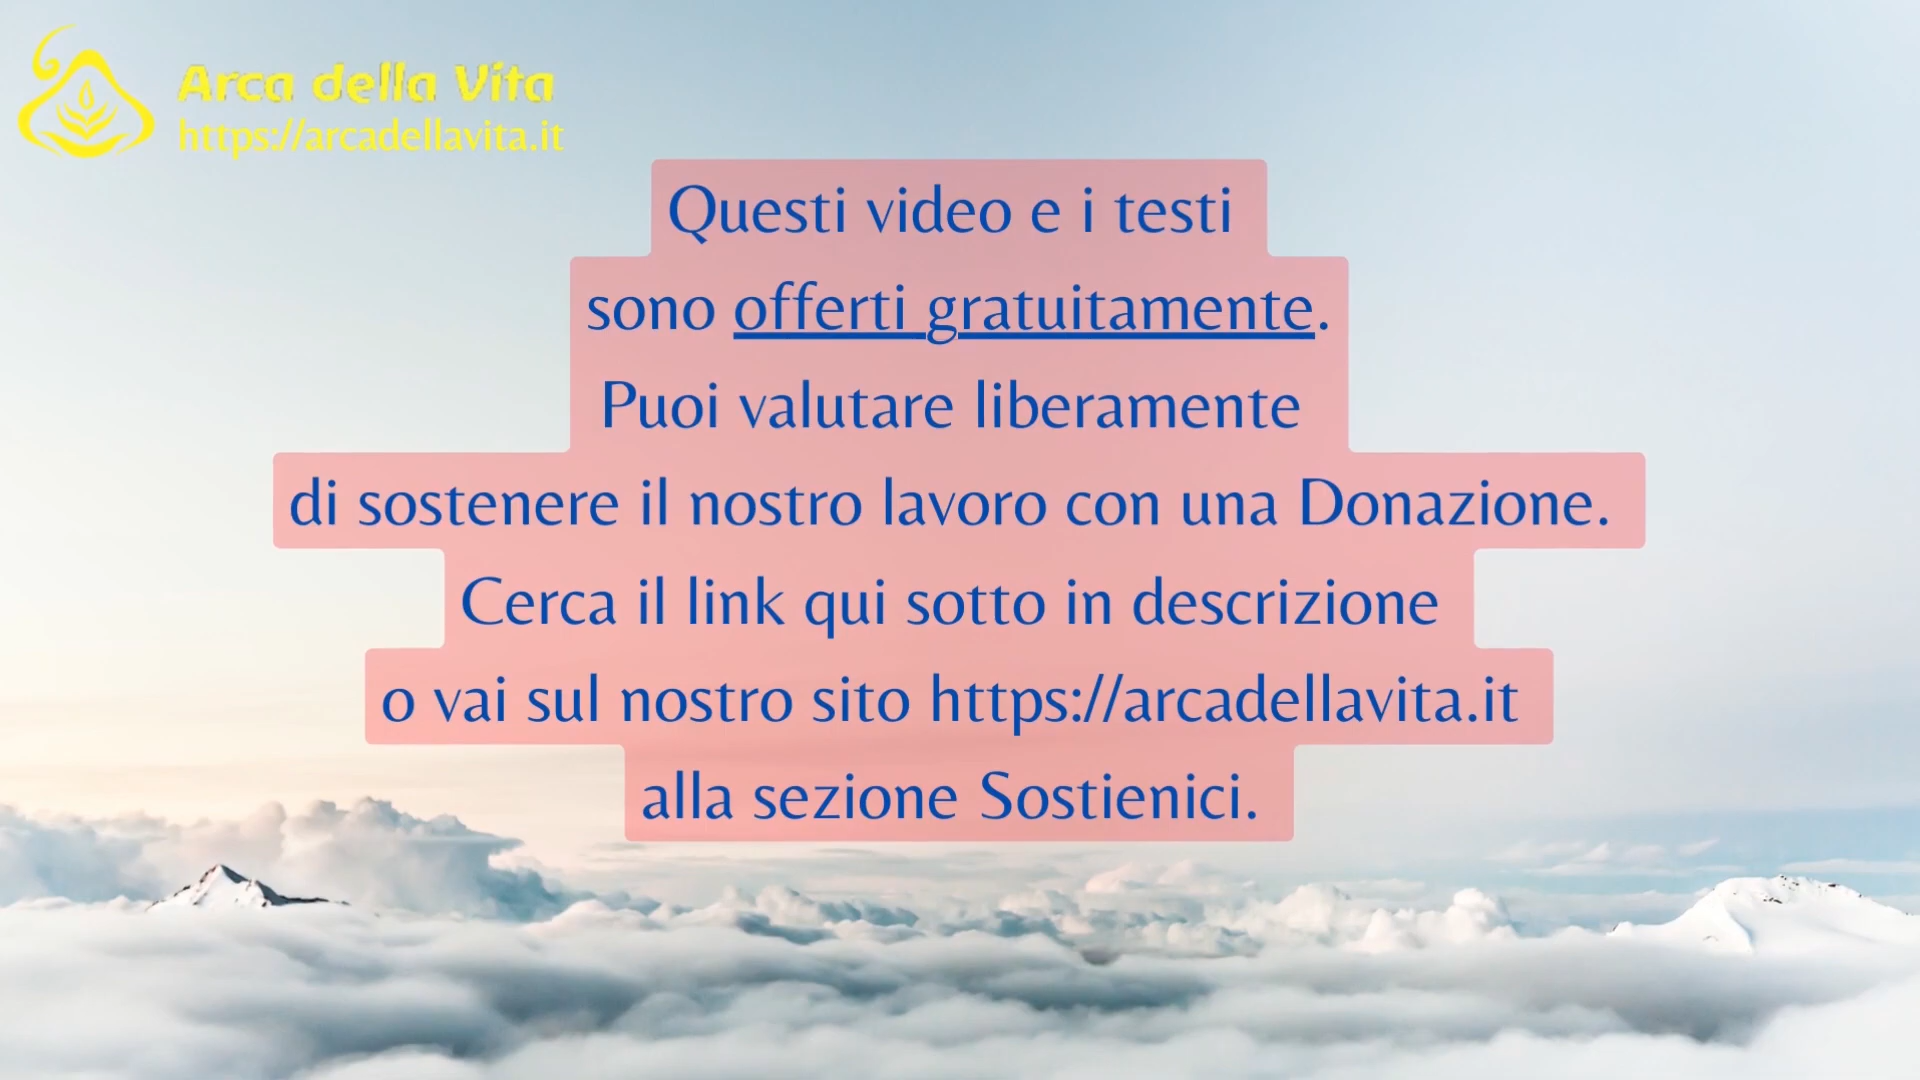 Arca della Vita
https://arcadellavita.it
Questi video e i testi
sono offerti gratuitamente.
Puoi valutare liberamente
di sostenere il nostro lavoro con una Donazione.
Cerca il link qui sotto in descrizione
o vai sul nostro sito https://arcadellavita.it
alla sezione Sostienici.